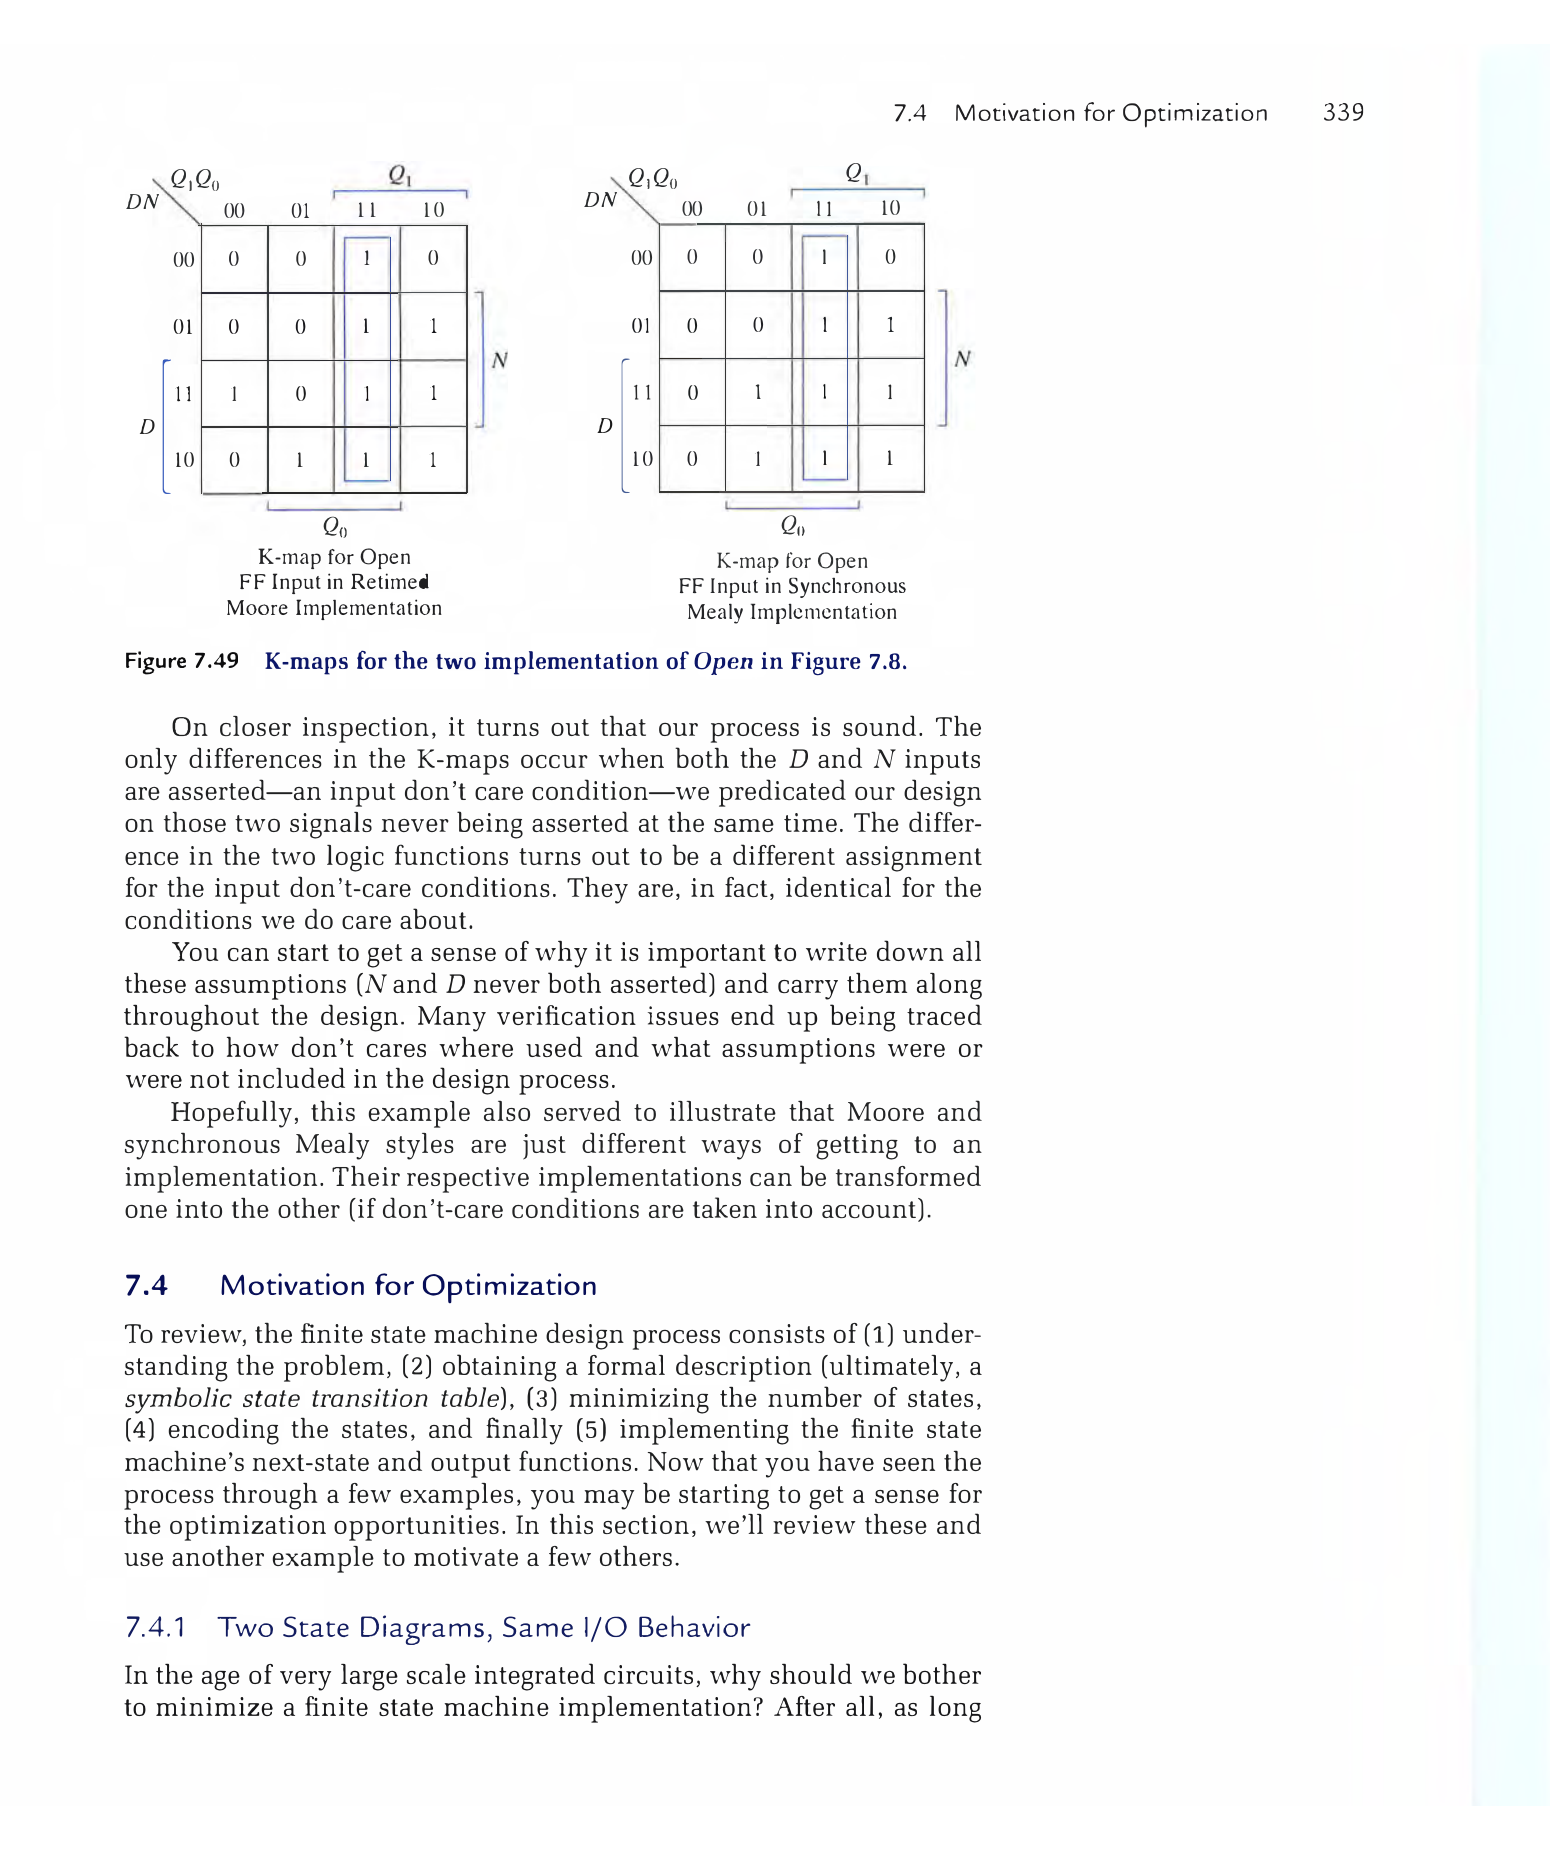 7.4 Motivation for Optimization 339
Q1Q0 Q1
DN 00 01 11 10
00 0 0 1 0
01 0 0 1 1
N
11 1 0 1 1
D
10 0 1 1 1
Q0
K-map for Open
FF Input in Retimed
Moore Implementation
Q1Q0 Q1
DN 00 01 11 10
00 0 0 1 0
01 0 0 1 1
N
11 0 1 1 1
D
10 0 1 1 1
Q0
K-map for Open
FF Input in Synchronous
Mealy Implementation
Figure 7.49 K-maps for the two implementation of Open in Figure 7.8.
On closer inspection, it turns out that our process is sound. The
only differences in the K-maps occur when both the D and N inputs
are asserted—an input don't care condition—we predicated our design
on those two signals never being asserted at the same time. The differ-
ence in the two logic functions turns out to be a different assignment
for the input don't-care conditions. They are, in fact, identical for the
conditions we do care about.
You can start to get a sense of why it is important to write down all
these assumptions (N and D never both asserted) and carry them along
throughout the design. Many verification issues end up being traced
back to how don't cares where used and what assumptions were or
were not included in the design process.
Hopefully, this example also served to illustrate that Moore and
synchronous Mealy styles are just different ways of getting to an
implementation. Their respective implementations can be transformed
one into the other (if don't-care conditions are taken into account).
7.4 Motivation for Optimization
To review, the finite state machine design process consists of (1) under-
standing the problem, (2) obtaining a formal description (ultimately, a
symbolic state transition table), (3) minimizing the number of states,
(4) encoding the states, and finally (5) implementing the finite state
machine's next-state and output functions. Now that you have seen the
process through a few examples, you may be starting to get a sense for
the optimization opportunities. In this section, we'll review these and
use another example to motivate a few others.
7.4.1 Two State Diagrams, Same I/O Behavior
In the age of very large scale integrated circuits, why should we bother
to minimize a finite state machine implementation? After all, as long